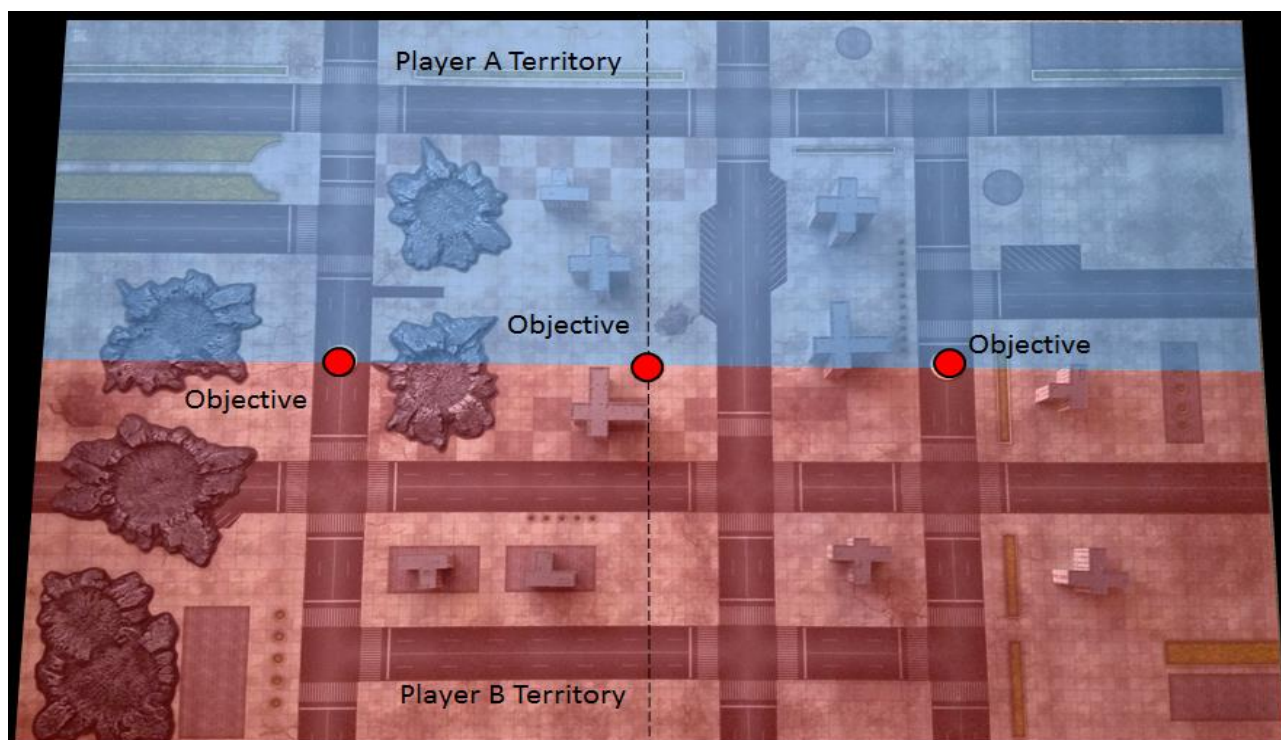 Player A Territory
Objective
Objective
Objective
Player B Territory